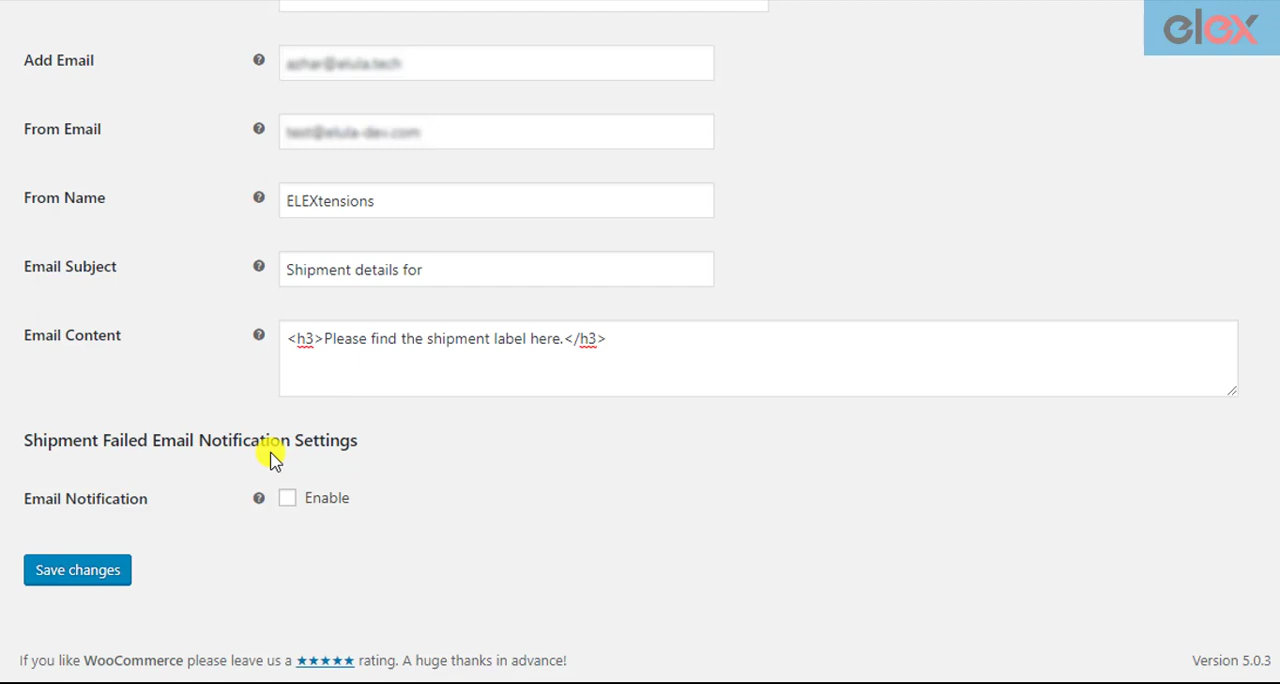 elex
Add Email
From Email
From Name
ELEXtensions
Email Subject
Shipment details for
Email Content
<h3>Please find the shipment label here.</h3>
Shipment Failed Email Notification Settings
Email Notification
Enable
Save changes
If you like WooCommerce please leave us a ★★★★★ rating. A huge thanks in advance!
Version 5.0.3